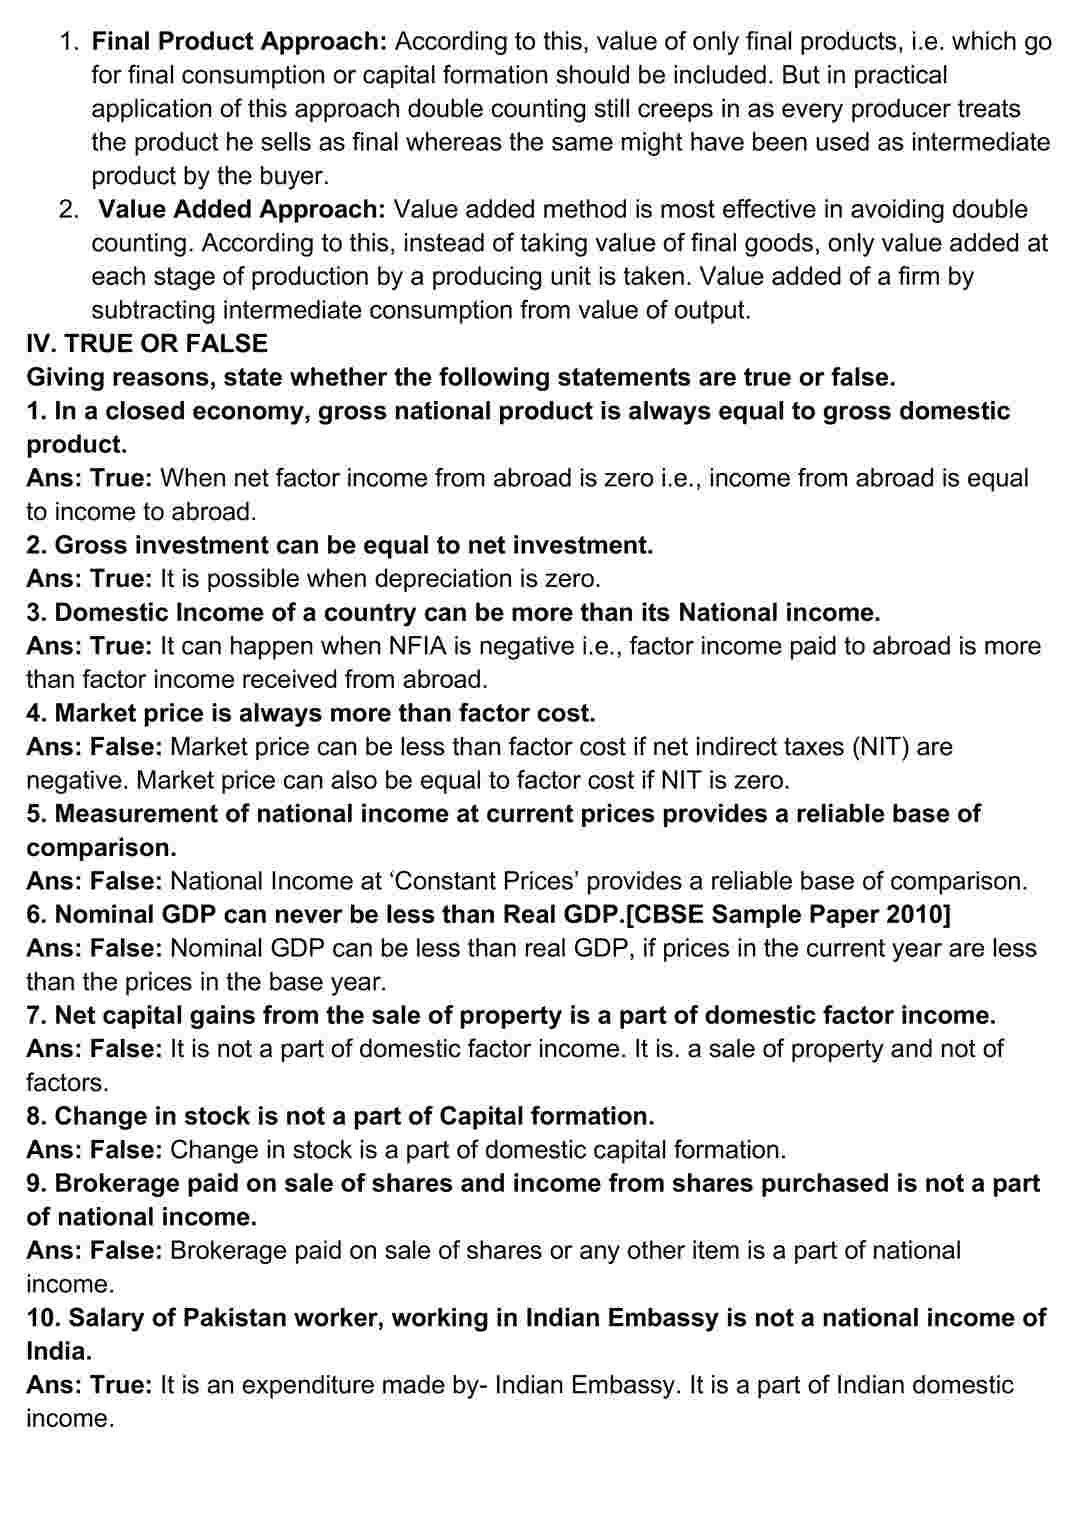 1. Final Product Approach: According to this, value of only final products, i.e. which go
for final consumption or capital formation should be included. But in practical
application of this approach double counting still creeps in as every producer treats
the product he sells as final whereas the same might have been used as intermediate
product by the buyer.
2. Value Added Approach: Value added method is most effective in avoiding double
counting. According to this, instead of taking value of final goods, only value added at
each stage of production by a producing unit is taken. Value added of a firm by
subtracting intermediate consumption from value of output.
IV. TRUE OR FALSE
Giving reasons, state whether the following statements are true or false.
1. In a closed economy, gross national product is always equal to gross domestic
product.
Ans: True: When net factor income from abroad is zero i.e., income from abroad is equal
to income to abroad.
2. Gross investment can be equal to net investment.
Ans: True: It is possible when depreciation is zero.
3. Domestic Income of a country can be more than its National income.
Ans: True: It can happen when NFIA is negative i.e., factor income paid to abroad is more
than factor income received from abroad.
4. Market price is always more than factor cost.
Ans: False: Market price can be less than factor cost if net indirect taxes (NIT) are
negative. Market price can also be equal to factor cost if NIT is zero.
5. Measurement of national income at current prices provides a reliable base of
comparison.
Ans: False: National Income at ‘Constant Prices’ provides a reliable base of comparison.
6. Nominal GDP can never be less than Real GDP.[CBSE Sample Paper 2010]
Ans: False: Nominal GDP can be less than real GDP, if prices in the current year are less
than the prices in the base year.
7. Net capital gains from the sale of property is a part of domestic factor income.
Ans: False: It is not a part of domestic factor income. It is. a sale of property and not of
factors.
8. Change in stock is not a part of Capital formation.
Ans: False: Change in stock is a part of domestic capital formation.
9. Brokerage paid on sale of shares and income from shares purchased is not a part
of national income.
Ans: False: Brokerage paid on sale of shares or any other item is a part of national
income.
10. Salary of Pakistan worker, working in Indian Embassy is not a national income of
India.
Ans: True: It is an expenditure made by- Indian Embassy. It is a part of Indian domestic
income.